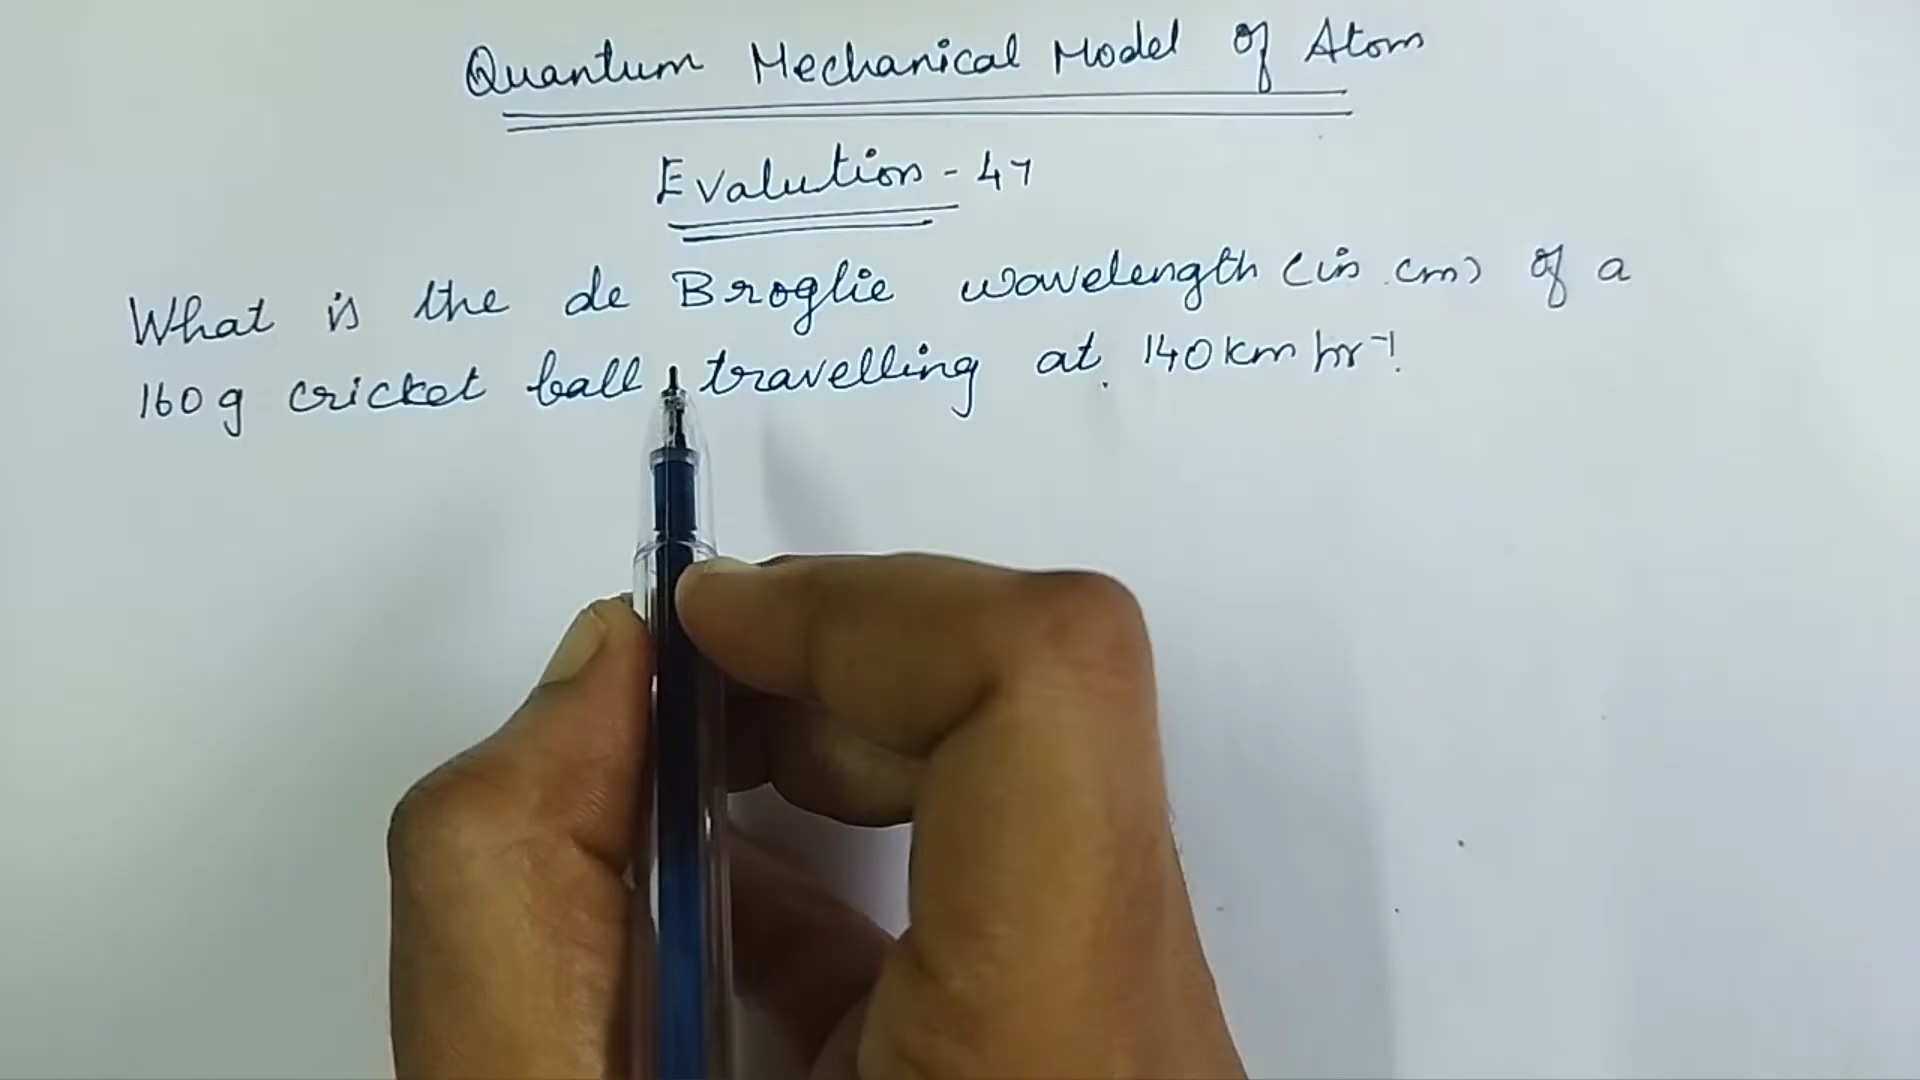 Quantum Mechanical Model of Atom
Evalution - 47
What is the de Broglie wavelength (in cm) of a
160g cricket ball travelling at 140 km hr⁻¹.